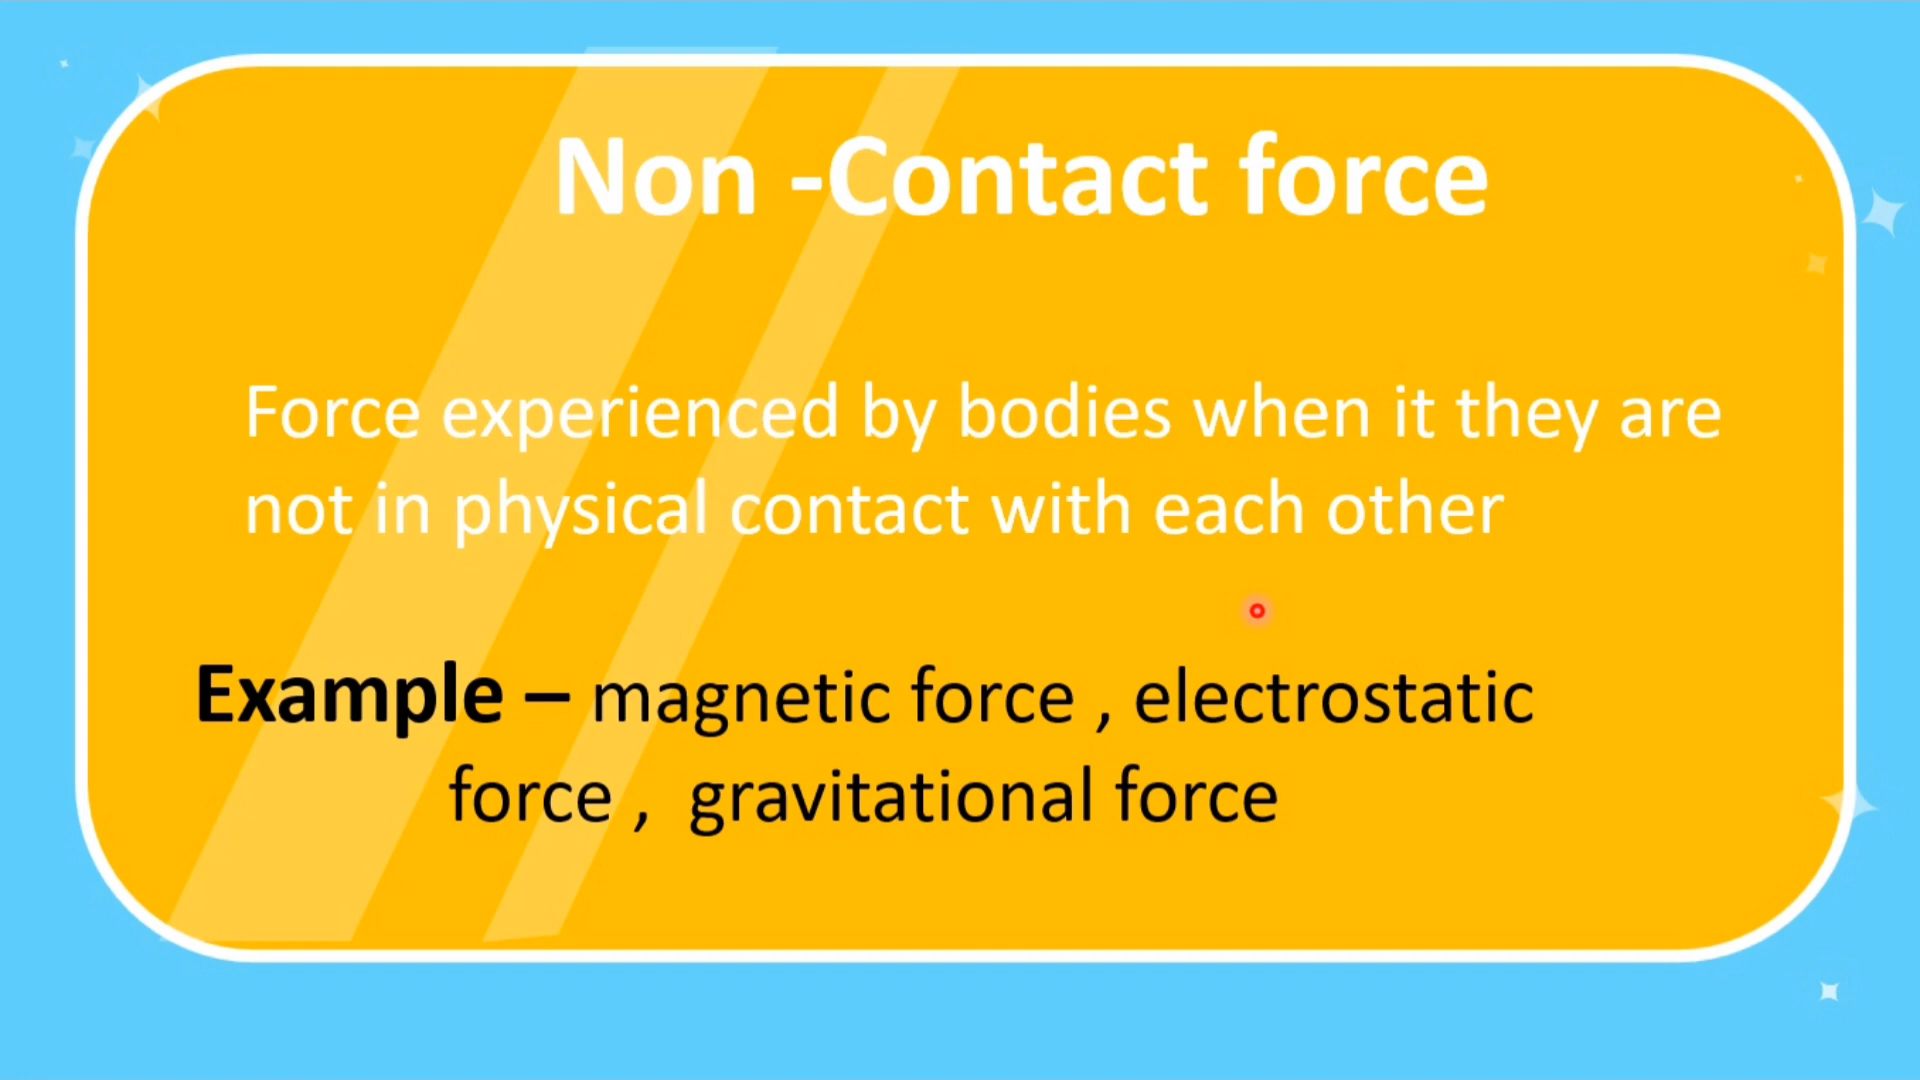 Non -Contact force
Force experienced by bodies when it they are
not in physical contact with each other
Example – magnetic force , electrostatic
force ,  gravitational force